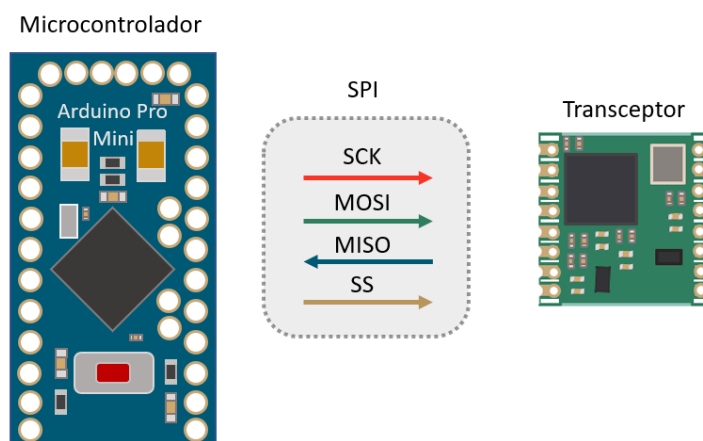 Microcontrolador
Arduino Pro
Mini
SPI
SCK
MOSI
MISO
SS
Transceptor